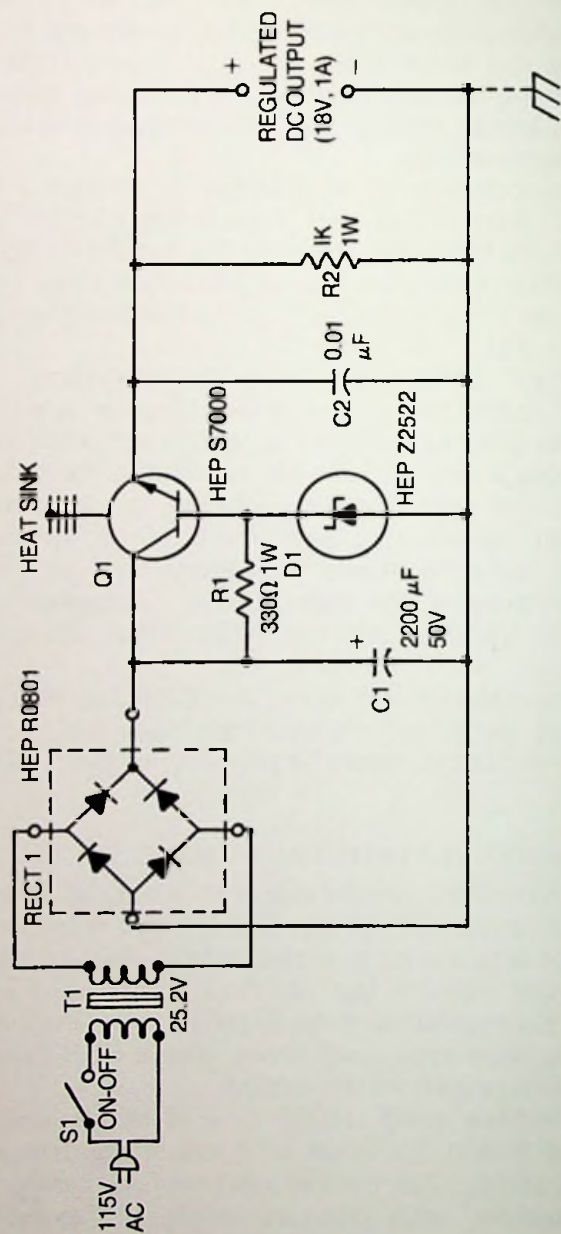 115V
AC
S1
ON-OFF
T1
25.2V
RECT 1
HEP R0801
Q1
HEAT SINK
HEP S7000
R1
330Ω 1W
D1
HEP Z2522
+
C1
2200 µF
50V
C2
0.01
µF
R2
IK
1W
+
REGULATED
DC OUTPUT
(18V, 1A)
−